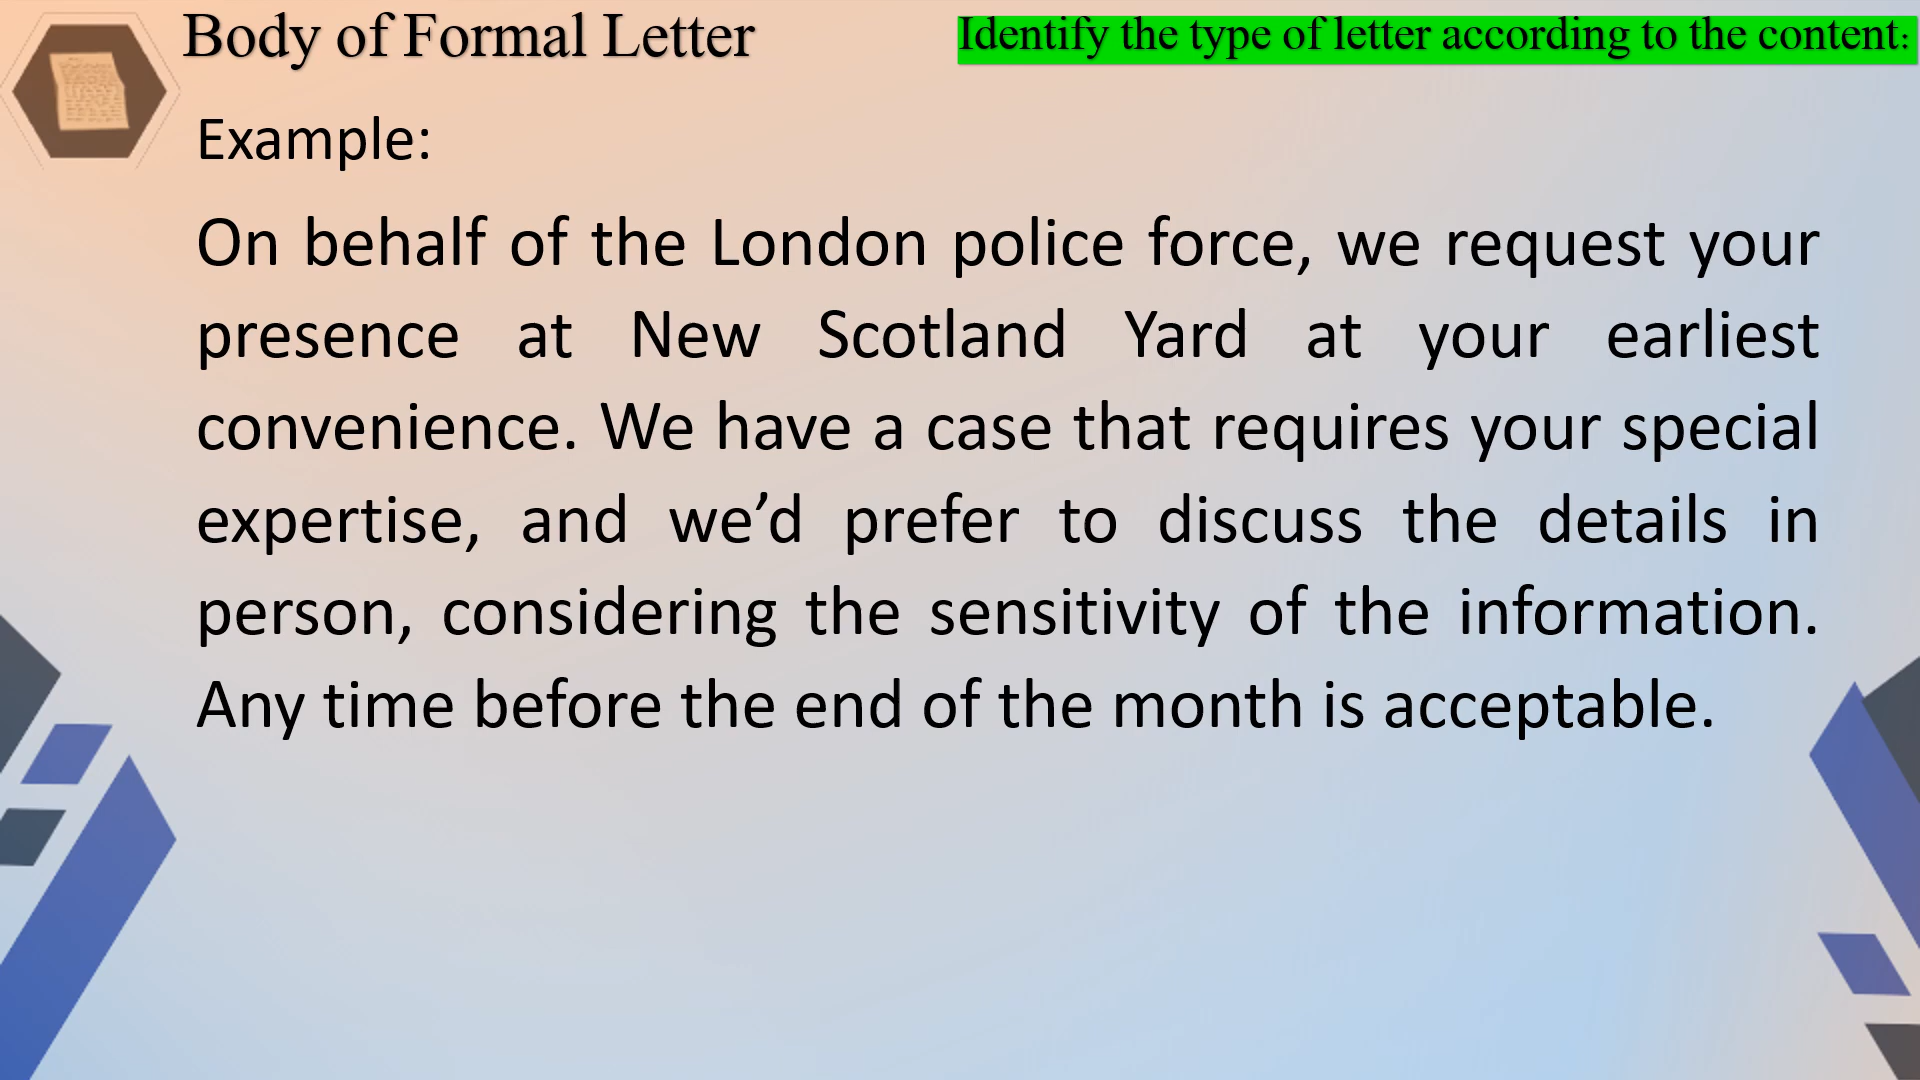 Body of Formal Letter
Identify the type of letter according to the content:
Example:
On behalf of the London police force, we request your
presence at New Scotland Yard at your earliest
convenience. We have a case that requires your special
expertise, and we’d prefer to discuss the details in
person, considering the sensitivity of the information.
Any time before the end of the month is acceptable.